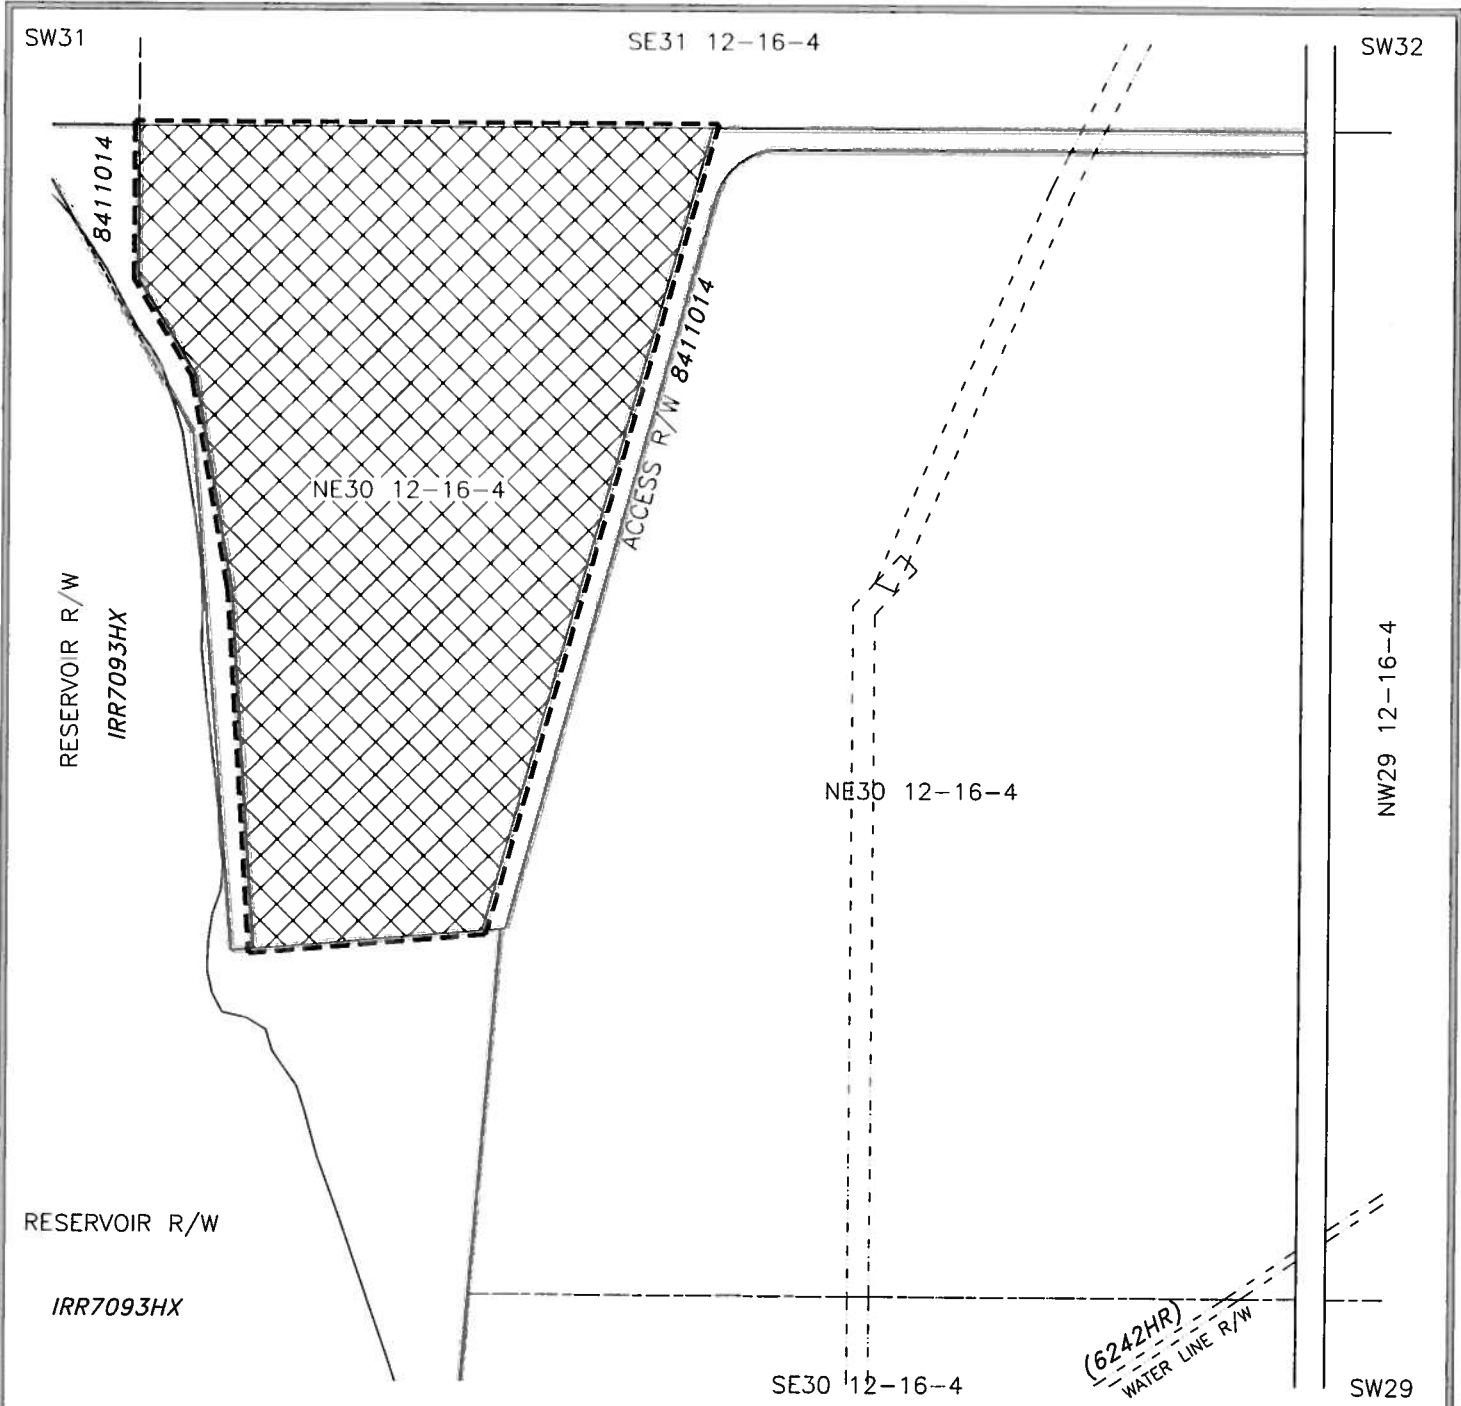 SW31
SE31 12-16-4
SW32
8411014
ACCESS R/W 8411014
NE30 12-16-4
RESERVOIR R/W
IRR7093HX
NE30 12-16-4
NW29 12-16-4
RESERVOIR R/W
IRR7093HX
(6242HR)
WATER LINE R/W
SE30 12-16-4
SW29